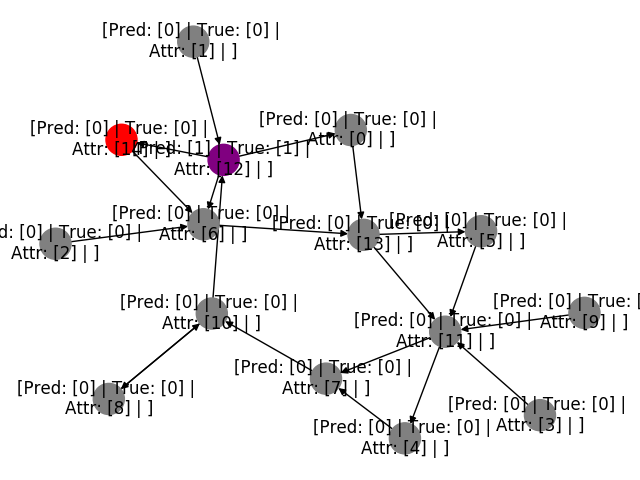 [Pred: [0] | True: [0] |
Attr: [1] | ]
[Pred: [0] | True: [0] |
Attr: [0] | ]
[Pred: [0] | True: [0] |
Attr: [14] | ]
[Pred: [1] | True: [1] |
Attr: [12] | ]
[Pred: [0] | True: [0] |
Attr: [6] | ]
[Pred: [0] | True: [0] |
Attr: [13] | ]
[Pred: [0] | True: [0] |
Attr: [5] | ]
d: [0] | True: [0] |
Attr: [2] | ]
[Pred: [0] | True: [0] |
Attr: [10] | ]
[Pred: [0] | True: [0] |
Attr: [11] | ]
[Pred: [0] | True: [
Attr: [9] | ]
[Pred: [0] | True: [0] |
Attr: [7] | ]
[Pred: [0] | True: [0] |
Attr: [8] | ]
[Pred: [0] | True: [0] |
Attr: [3] | ]
[Pred: [0] | True: [0] |
Attr: [4] | ]